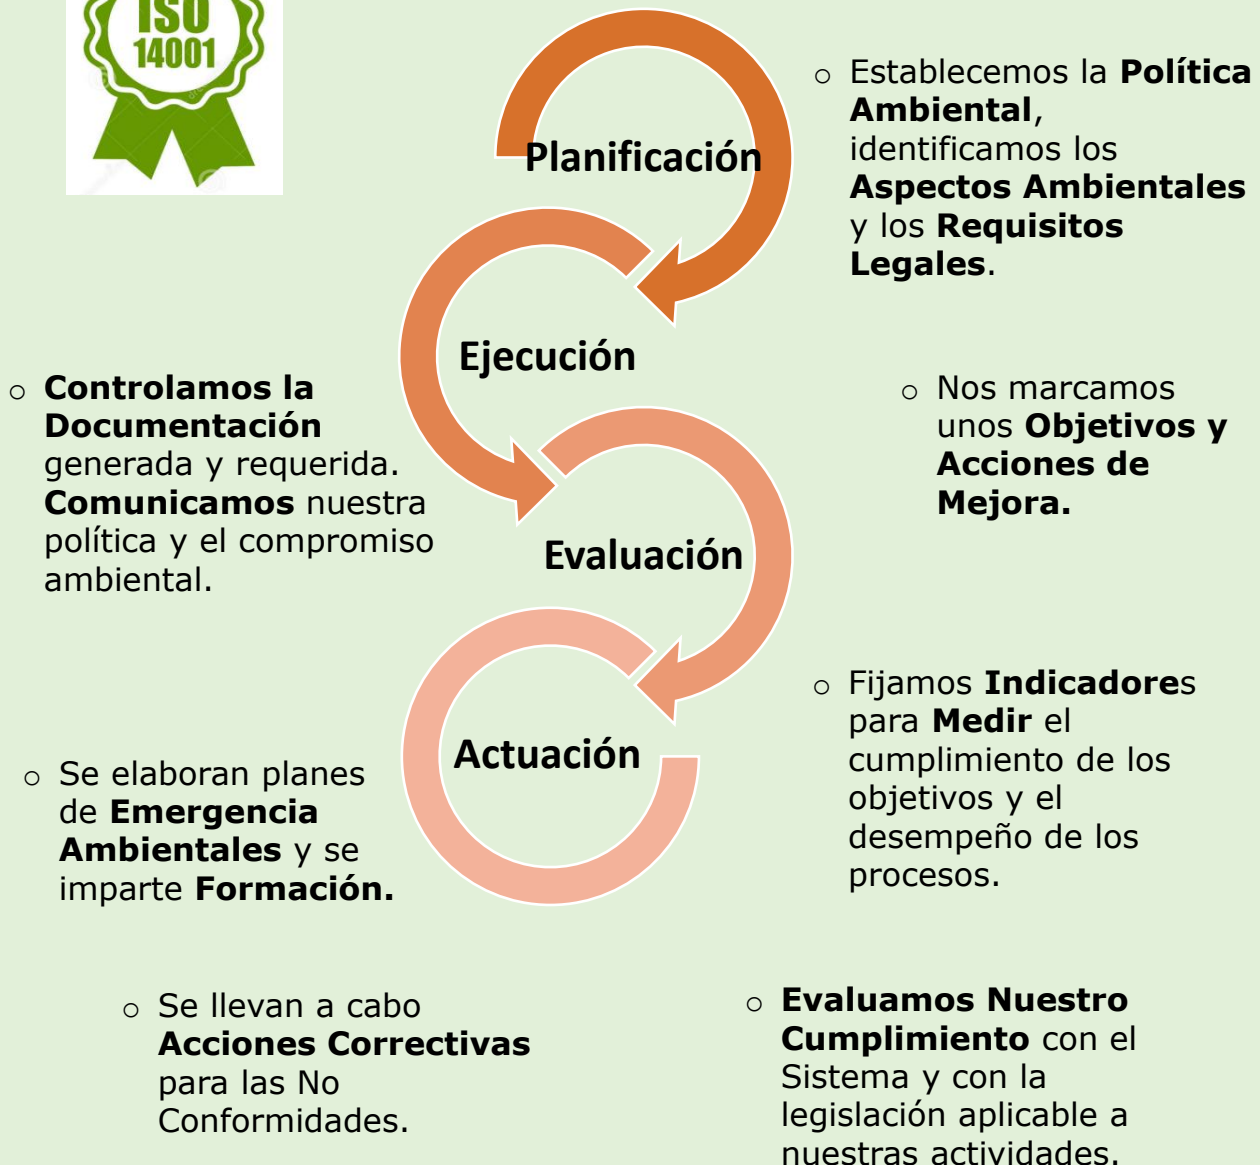 ISO
14001
Planificación
○ Establecemos la Política
Ambiental,
identificamos los
Aspectos Ambientales
y los Requisitos
Legales.
Ejecución
○ Controlamos la
Documentación
generada y requerida.
Comunicamos nuestra
política y el compromiso
ambiental.
○ Nos marcamos
unos Objetivos y
Acciones de
Mejora.
Evaluación
○ Fijamos Indicadores
para Medir el
cumplimiento de los
objetivos y el
desempeño de los
procesos.
Actuación
○ Se elaboran planes
de Emergencia
Ambientales y se
imparte Formación.
○ Se llevan a cabo
Acciones Correctivas
para las No
Conformidades.
○ Evaluamos Nuestro
Cumplimiento con el
Sistema y con la
legislación aplicable a
nuestras actividades.